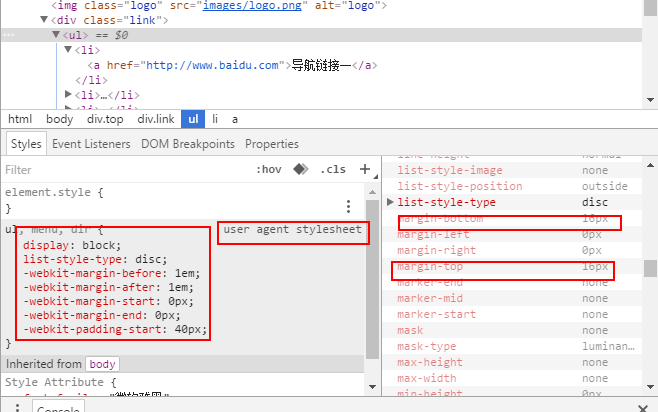 <img class="logo" src="images/logo.png" alt="logo">
▼<div class="link">
… ▼<ul> == $0
▼<li>
<a href="http://www.baidu.com">导航链接一</a>
</li>
▶<li>…</li>
html body div.top div.link ul li a
Styles Event Listeners DOM Breakpoints Properties
Filter :hov .cls +
element.style {
}
ul, menu, dir { user agent stylesheet
display: block;
list-style-type: disc;
-webkit-margin-before: 1em;
-webkit-margin-after: 1em;
-webkit-margin-start: 0px;
-webkit-margin-end: 0px;
-webkit-padding-start: 40px;
}
Inherited from body
Style Attribute {
line-height normal
list-style-image none
list-style-position outside
▶list-style-type disc
margin-bottom 16px
margin-left 0px
margin-right 0px
margin-top 16px
marker-end none
marker-mid none
marker-start none
mask none
mask-type luminan…
max-height none
max-width none
min-height 0px
Console